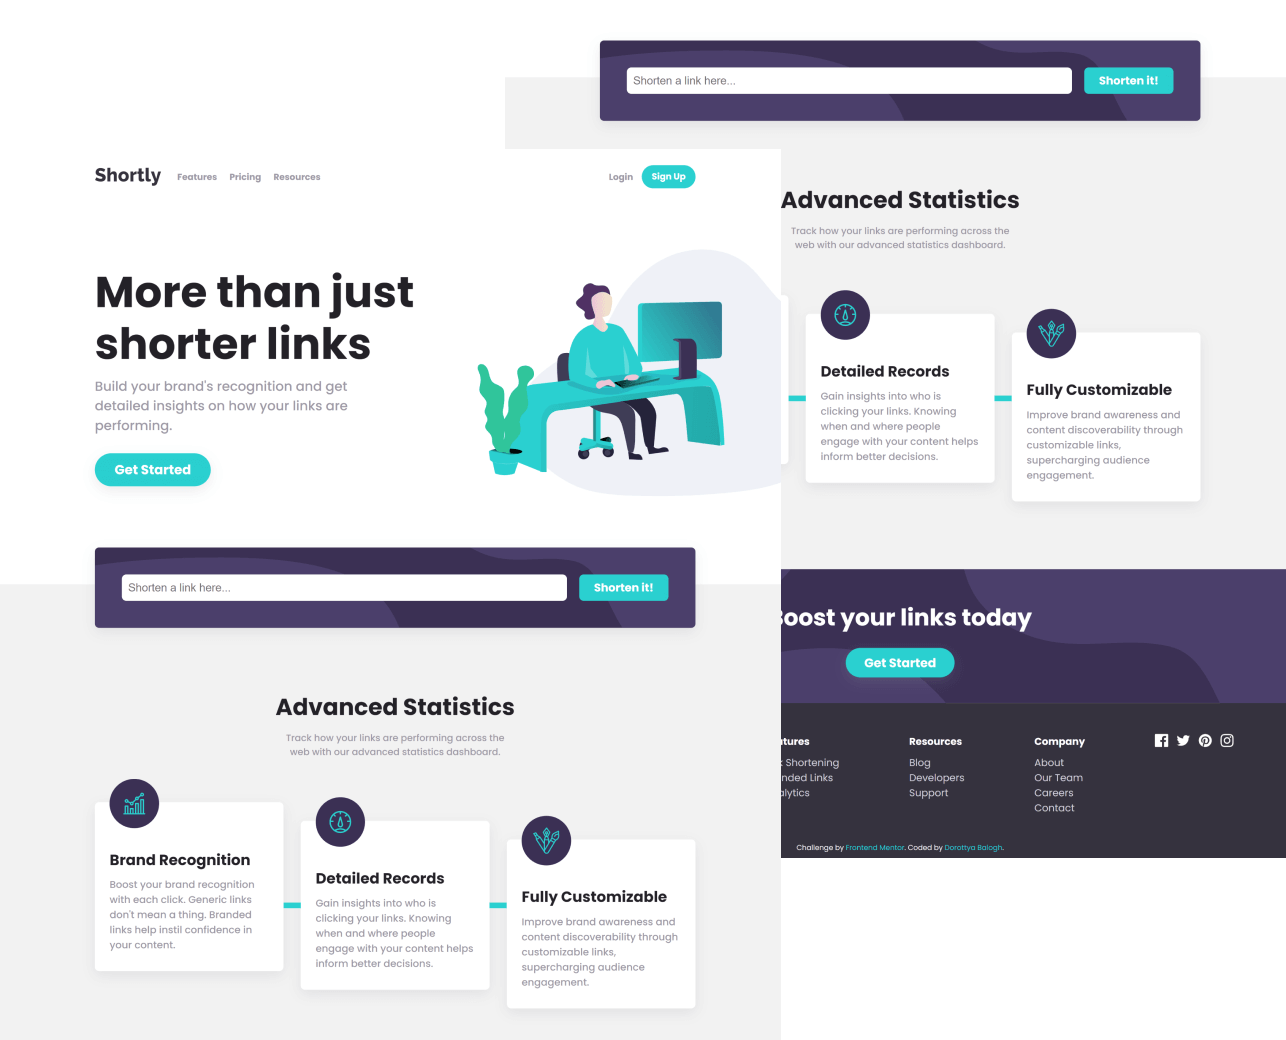 Shorten a link here...
Shorten it!
Advanced Statistics
Track how your links are performing across the
web with our advanced statistics dashboard.
Detailed Records
Gain insights into who is
clicking your links. Knowing
when and where people
engage with your content helps
inform better decisions.
Fully Customizable
Improve brand awareness and
content discoverability through
customizable links,
supercharging audience
engagement.
oost your links today
Get Started
tures
Shortening
nded Links
lytics
Resources
Blog
Developers
Support
Company
About
Our Team
Careers
Contact
Challenge by Frontend Mentor. Coded by Dorottya Balogh.
Shortly
Features
Pricing
Resources
Login
Sign Up
More than just
shorter links
Build your brand's recognition and get
detailed insights on how your links are
performing.
Get Started
Shorten a link here...
Shorten it!
Advanced Statistics
Track how your links are performing across the
web with our advanced statistics dashboard.
Brand Recognition
Boost your brand recognition
with each click. Generic links
don't mean a thing. Branded
links help instil confidence in
your content.
Detailed Records
Gain insights into who is
clicking your links. Knowing
when and where people
engage with your content helps
inform better decisions.
Fully Customizable
Improve brand awareness and
content discoverability through
customizable links,
supercharging audience
engagement.